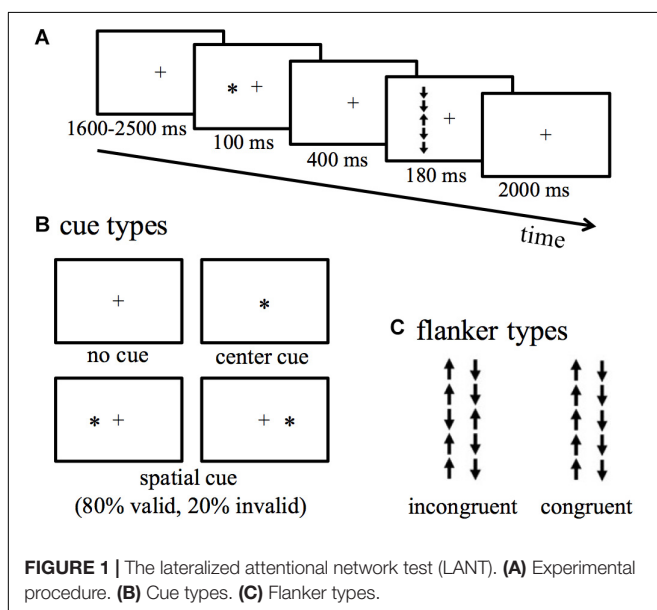 A
1600-2500 ms
100 ms
400 ms
180 ms
2000 ms
time
B cue types
no cue
center cue
spatial cue
(80% valid, 20% invalid)
C flanker types
incongruent
congruent
FIGURE 1 | The lateralized attentional network test (LANT). (A) Experimental
procedure. (B) Cue types. (C) Flanker types.